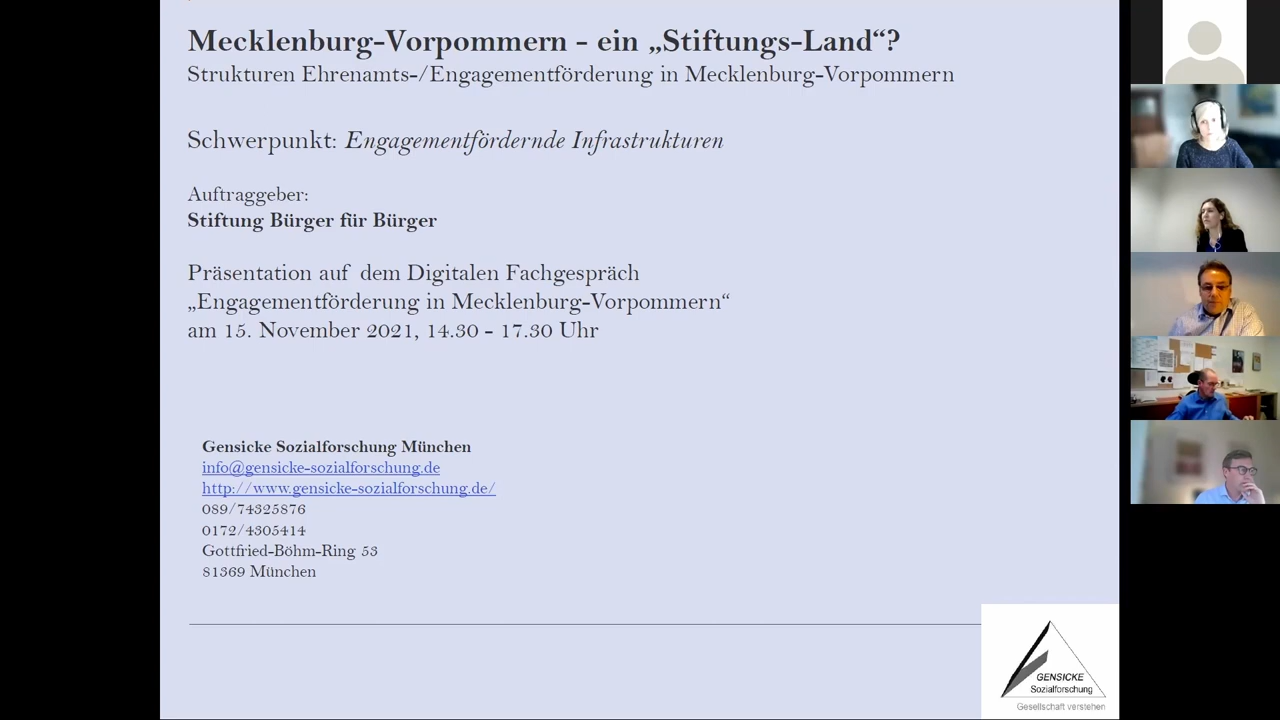 Mecklenburg-Vorpommern - ein „Stiftungs-Land“?
Strukturen Ehrenamts-/Engagementförderung in Mecklenburg-Vorpommern
Schwerpunkt: Engagementfördernde Infrastrukturen
Auftraggeber:
Stiftung Bürger für Bürger
Präsentation auf dem Digitalen Fachgespräch
„Engagementförderung in Mecklenburg-Vorpommern“
am 15. November 2021, 14.30 - 17.30 Uhr
Gensicke Sozialforschung München
info@gensicke-sozialforschung.de
http://www.gensicke-sozialforschung.de/
089/74325876
0172/4305414
Gottfried-Böhm-Ring 53
81369 München
GENSICKE
Sozialforschung
Gesellschaft verstehen